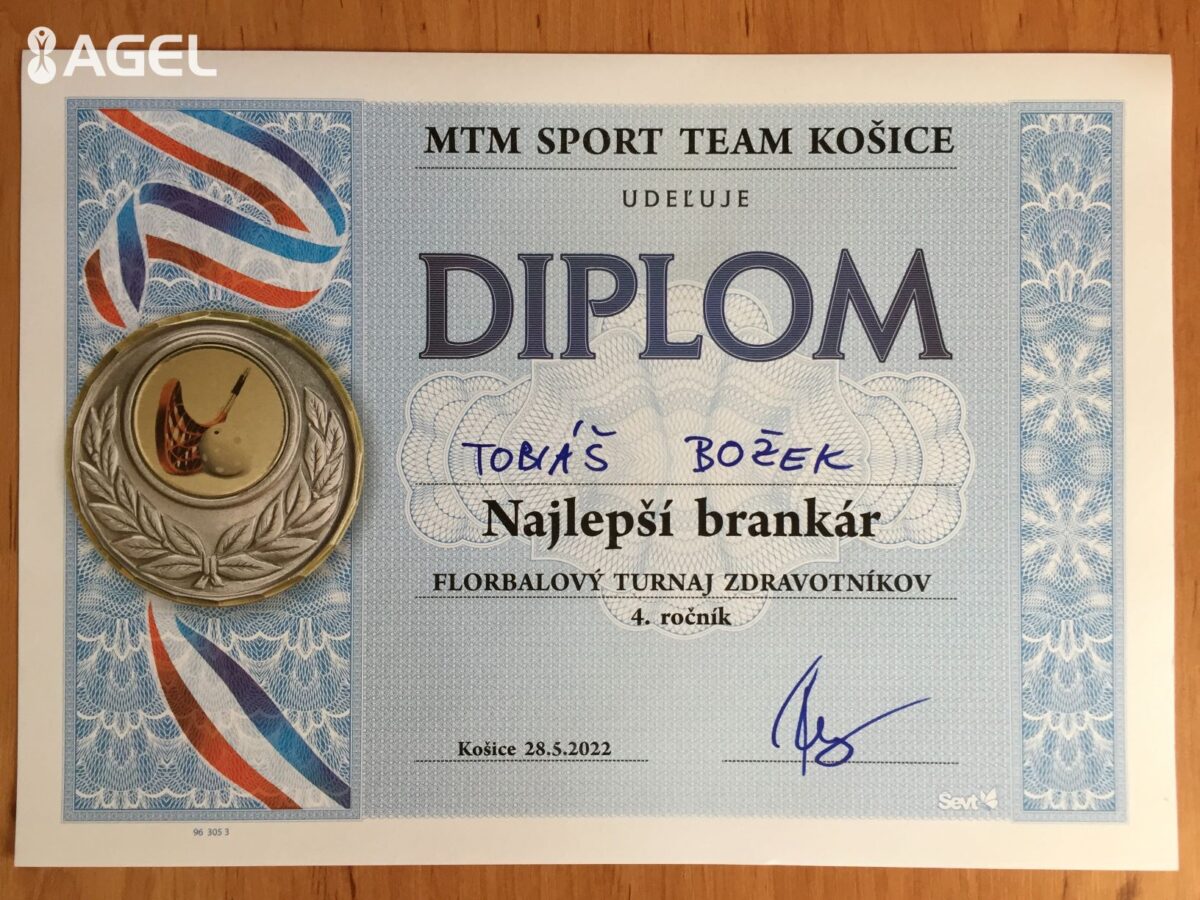 AGEL
MTM SPORT TEAM KOŠICE
UDEĽUJE
DIPLOM
TOBIÁŠ BOŽEK
Najlepší brankár
FLORBALOVÝ TURNAJ ZDRAVOTNÍKOV
4. ročník
Košice 28.5.2022
Sevt
96 305 3